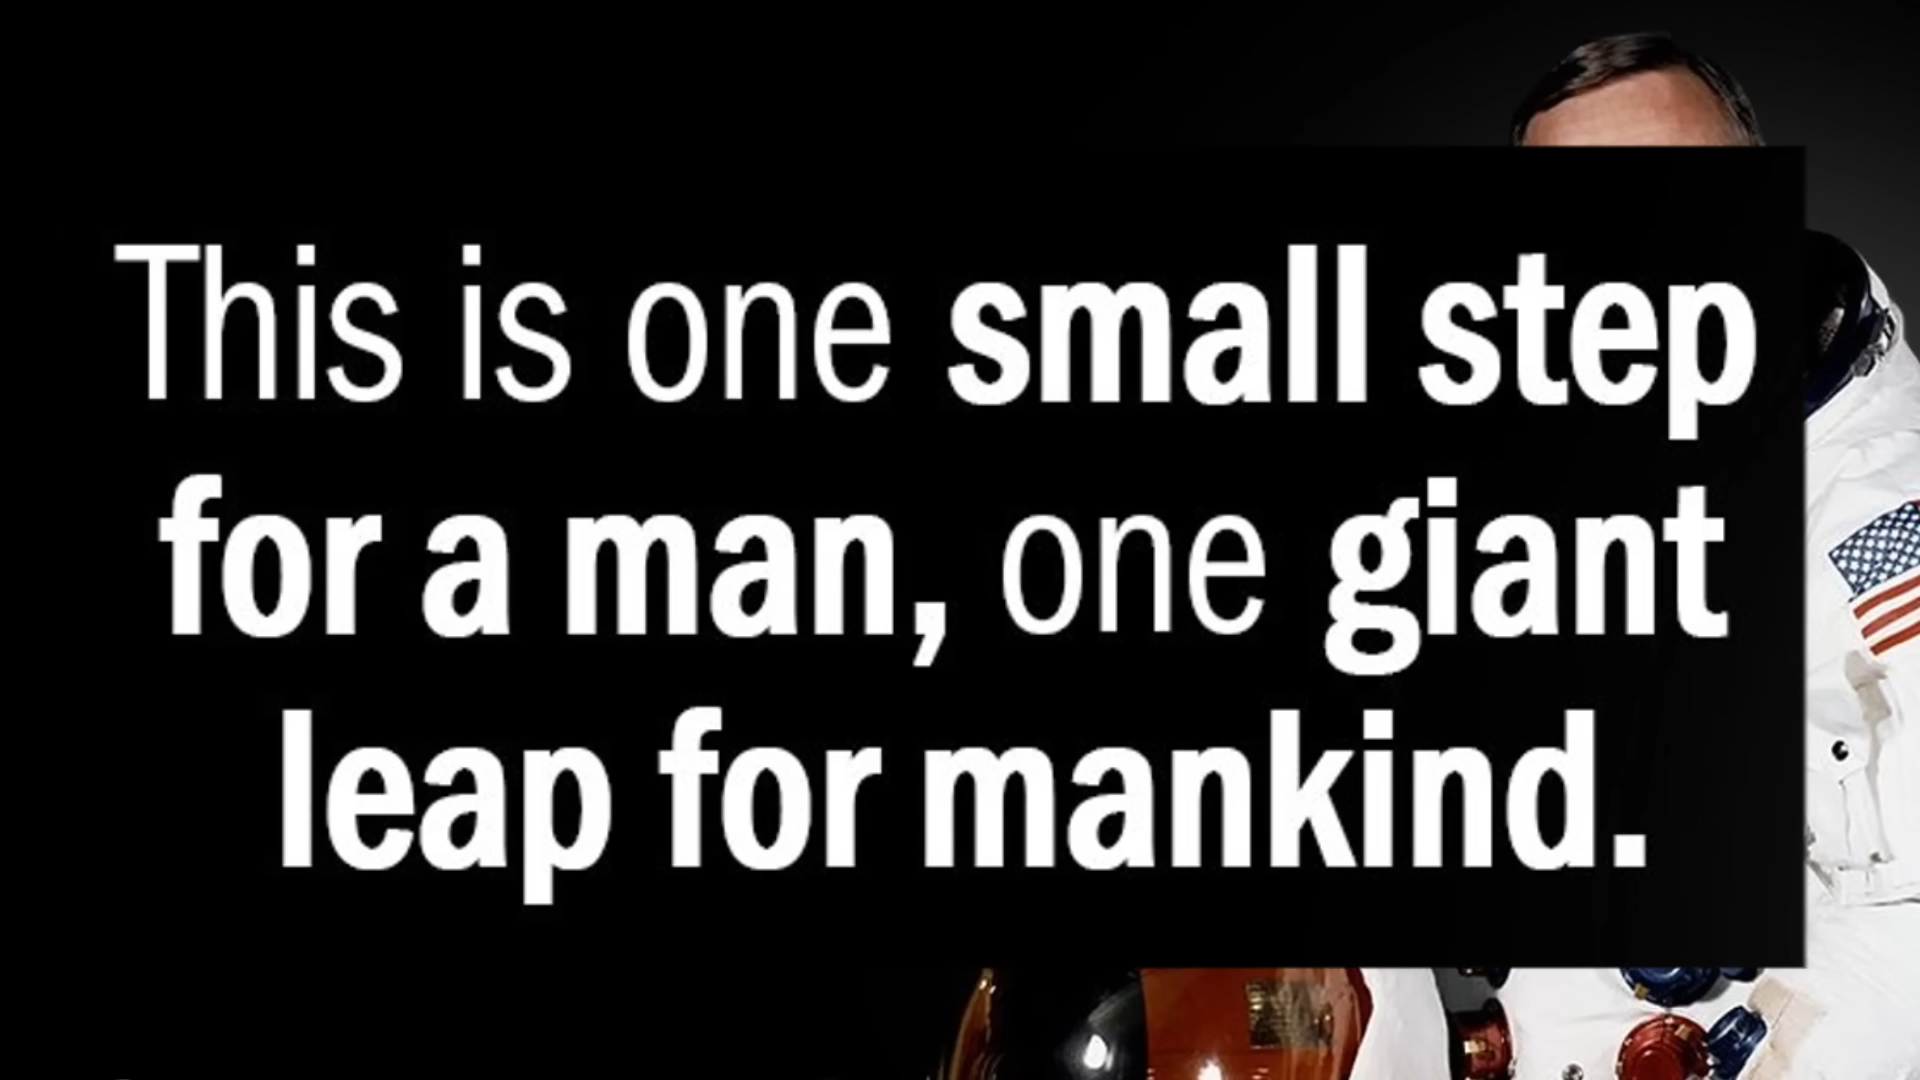 This is one small step
for a man, one giant
leap for mankind.